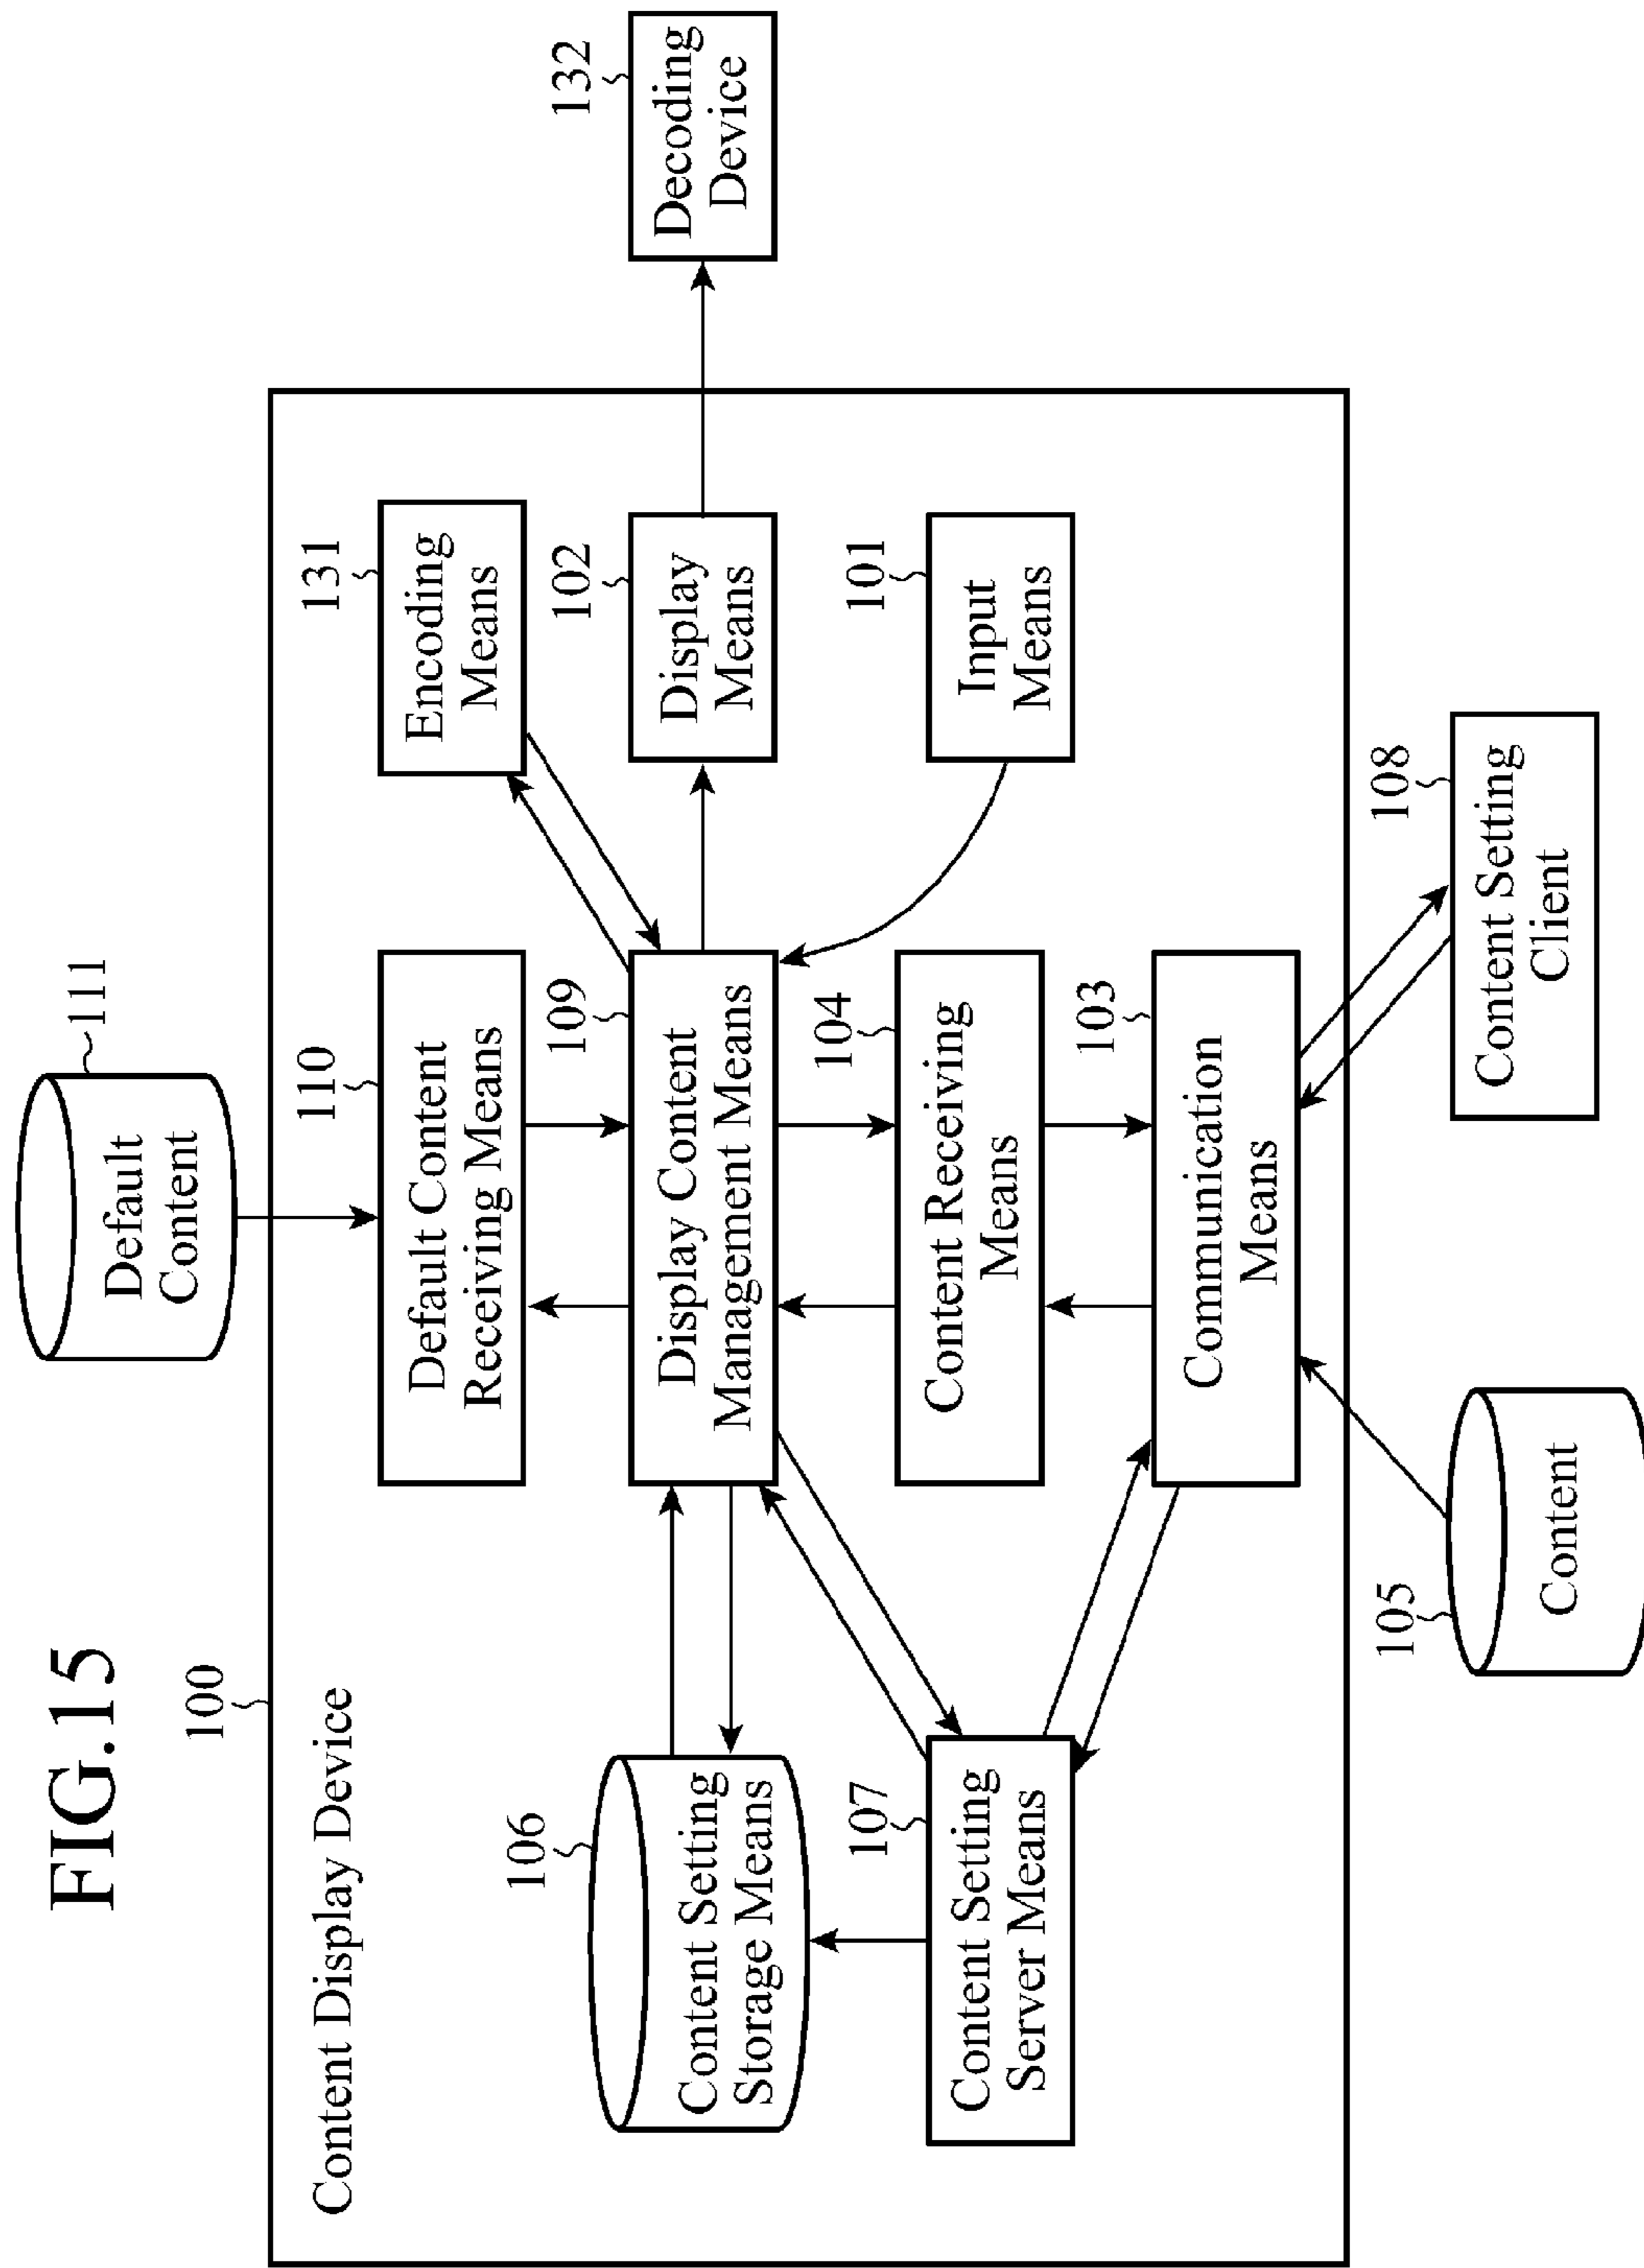 FIG.15
111
Default
Content
100
Content Display Device
110
Default Content
Receiving Means
131
Encoding
Means
106
Content Setting
Storage Means
109
Display Content
Management Means
102
Display
Means
132
Decoding
Device
107
Content Setting
Server Means
104
Content Receiving
Means
101
Input
Means
103
Communication
Means
105
Content
108
Content Setting
Client